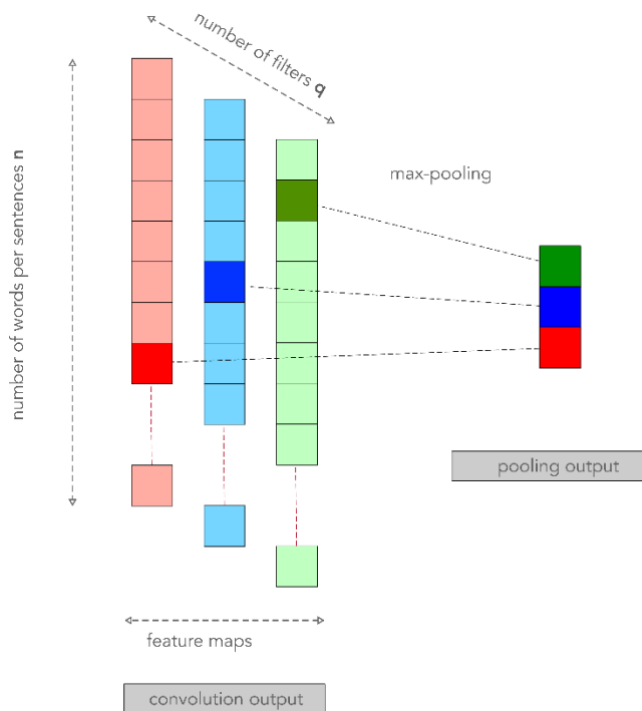 number of filters q
number of words per sentences n
max-pooling
pooling output
feature maps
convolution output